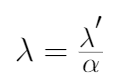 λ = λ′/α